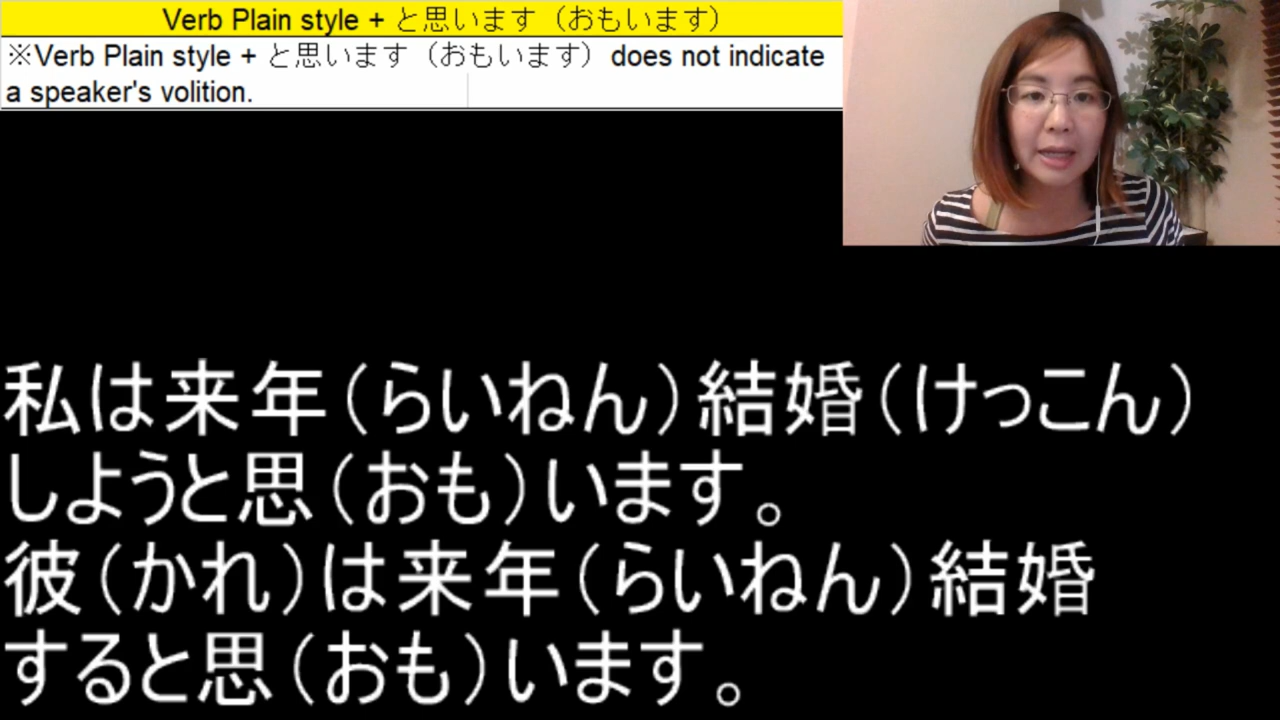 Verb Plain style + と思います（おもいます）
※Verb Plain style + と思います（おもいます）does not indicate
a speaker's volition.
私は来年（らいねん）結婚（けっこん）
しようと思（おも）います。
彼（かれ）は来年（らいねん）結婚
すると思（おも）います。